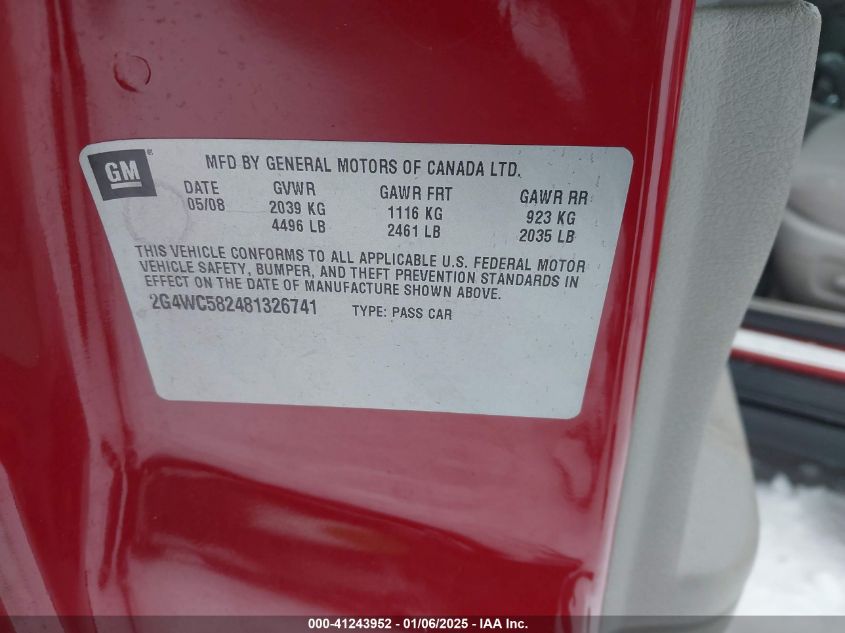 GM
MFD BY GENERAL MOTORS OF CANADA LTD.
DATE GVWR GAWR FRT GAWR RR
05/08 2039 KG 1116 KG 923 KG
4496 LB 2461 LB 2035 LB
THIS VEHICLE CONFORMS TO ALL APPLICABLE U.S. FEDERAL MOTOR
VEHICLE SAFETY, BUMPER, AND THEFT PREVENTION STANDARDS IN
EFFECT ON THE DATE OF MANUFACTURE SHOWN ABOVE.
2G4WC582481326741 TYPE: PASS CAR
000-41243952 - 01/06/2025 - IAA Inc.